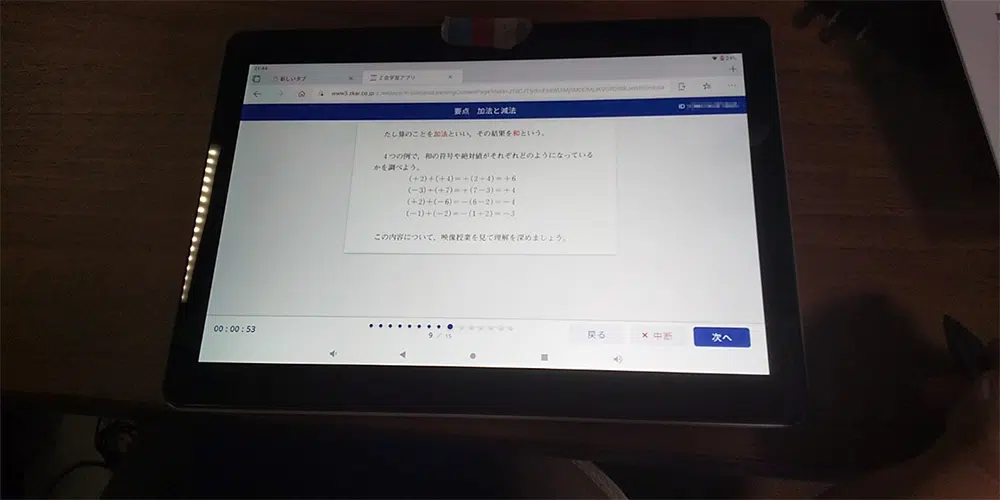 21:44
24%
新しいタブ
Z会学習アプリ
www3.zkai.co.jp
要点 加法と減法
ID
たし算のことを加法といい，その結果を和という。
4つの例で，和の符号や絶対値がそれぞれどのようになっている
かを調べよう。
(+2)+(+4)=+(2+4)=+6
(−3)+(+7)=+(7−3)=+4
(+2)+(−6)=−(6−2)=−4
(−1)+(−2)=−(1+2)=−3
この内容について，映像授業を見て理解を深めましょう。
00:00:53
9 / 15
戻る
× 中断
次へ